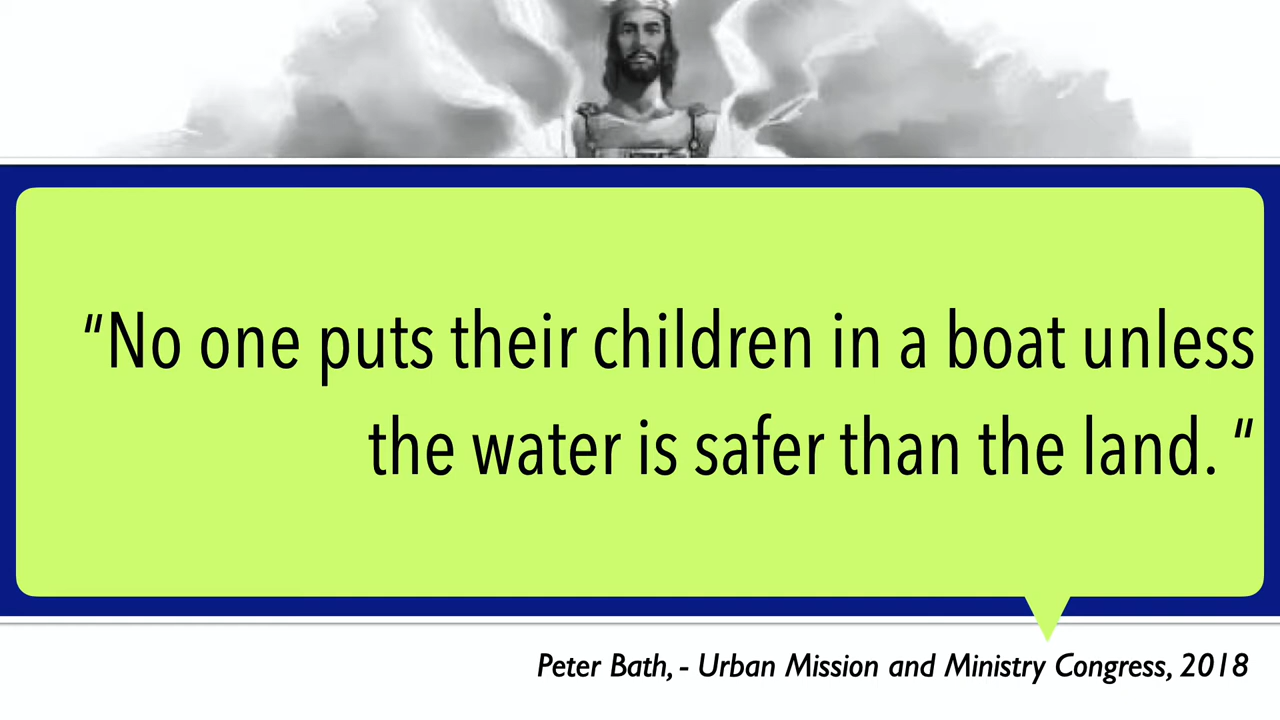 "No one puts their children in a boat unless
the water is safer than the land. "
Peter Bath, - Urban Mission and Ministry Congress, 2018